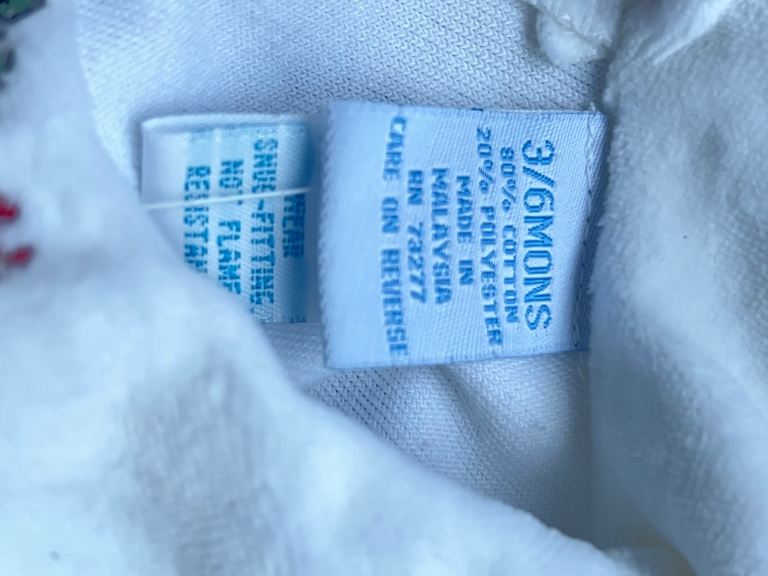 3/6MONS
80% COTTON
20% POLYESTER
MADE IN
MALAYSIA
RN 73277
CARE ON REVERSE
WEAR
SNUG-FITTING
NOT FLAME
RESISTAN